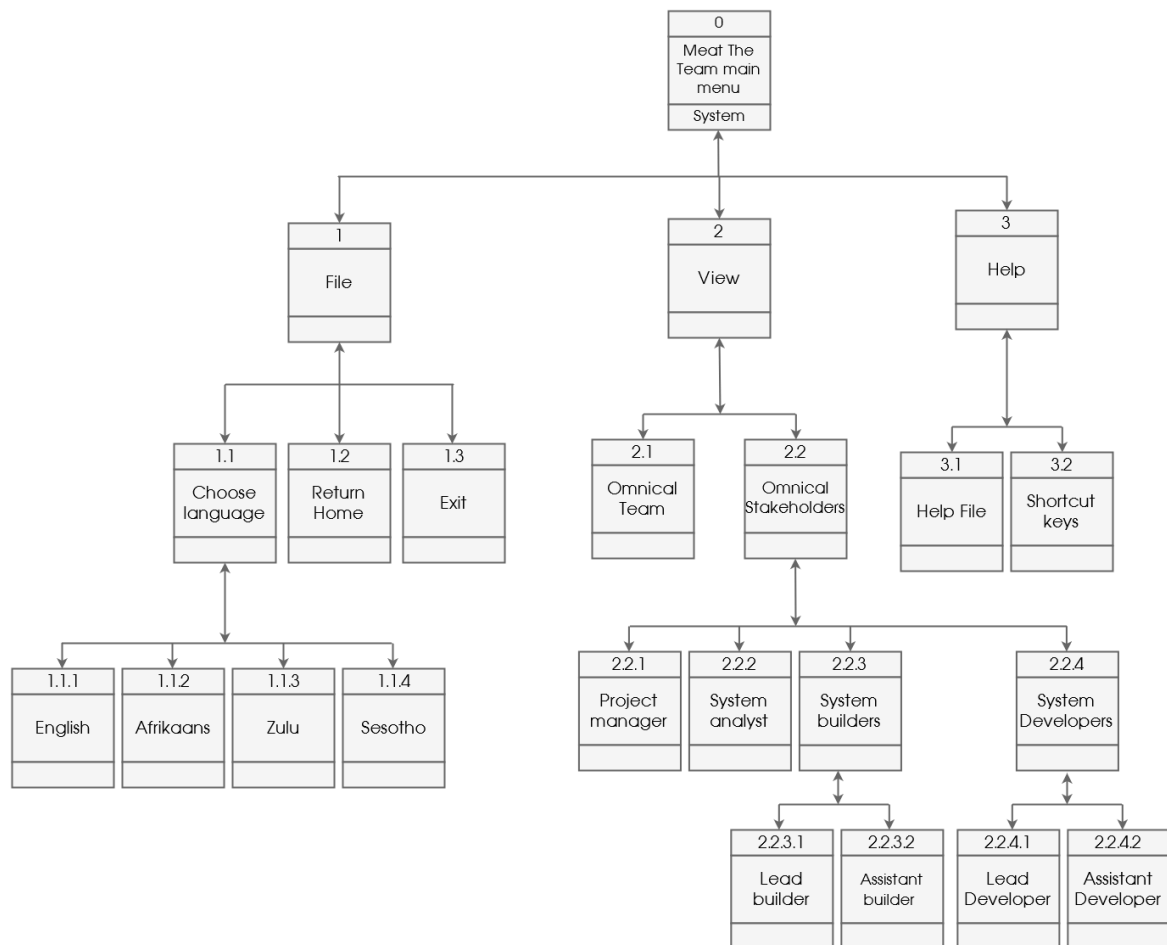 0
Meat The
Team main
menu
System
1
File
2
View
3
Help
1.1
Choose
language
1.2
Return
Home
1.3
Exit
2.1
Omnical
Team
2.2
Omnical
Stakeholders
3.1
Help File
3.2
Shortcut
keys
1.1.1
English
1.1.2
Afrikaans
1.1.3
Zulu
1.1.4
Sesotho
2.2.1
Project
manager
2.2.2
System
analyst
2.2.3
System
builders
2.2.4
System
Developers
2.2.3.1
Lead
builder
2.2.3.2
Assistant
builder
2.2.4.1
Lead
Developer
2.2.4.2
Assistant
Developer